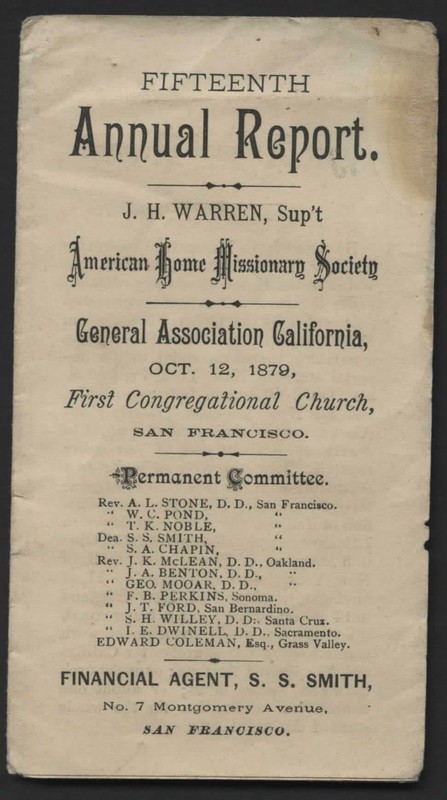 FIFTEENTH
Annual Report.
J. H. WARREN, Sup't
American Home Missionary Society
General Association California,
OCT. 12, 1879,
First Congregational Church,
SAN FRANCISCO.
Permanent Committee.
Rev. A. L. STONE, D. D., San Francisco.
" W. C. POND, "
" T. K. NOBLE, "
Dea. S. S. SMITH, "
" S. A. CHAPIN, "
Rev. J. K. McLEAN, D. D., Oakland.
" J. A. BENTON, D. D., "
" GEO. MOOAR, D. D., "
" F. B. PERKINS, Sonoma.
" J. T. FORD, San Bernardino.
" S. H. WILLEY, D. D., Santa Cruz.
" I. E. DWINELL, D. D., Sacramento.
EDWARD COLEMAN, Esq., Grass Valley.
FINANCIAL AGENT, S. S. SMITH,
No. 7 Montgomery Avenue,
SAN FRANCISCO.